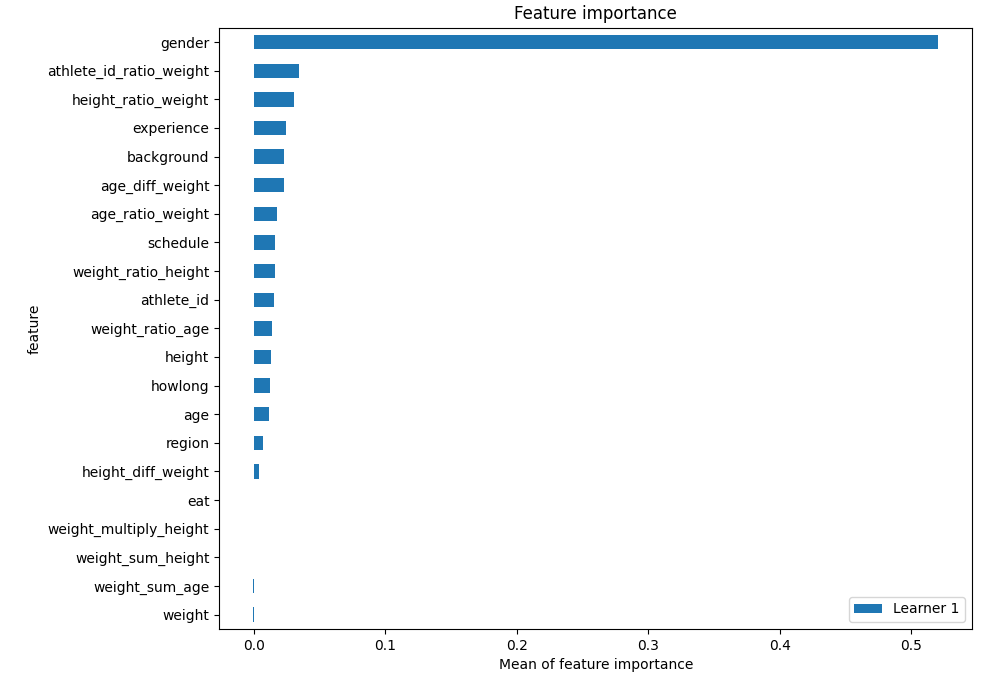 Feature importance
gender
athlete_id_ratio_weight
height_ratio_weight
experience
background
age_diff_weight
age_ratio_weight
schedule
weight_ratio_height
athlete_id
weight_ratio_age
height
howlong
age
region
height_diff_weight
eat
weight_multiply_height
weight_sum_height
weight_sum_age
weight
feature
Learner 1
0.0 0.1 0.2 0.3 0.4 0.5
Mean of feature importance